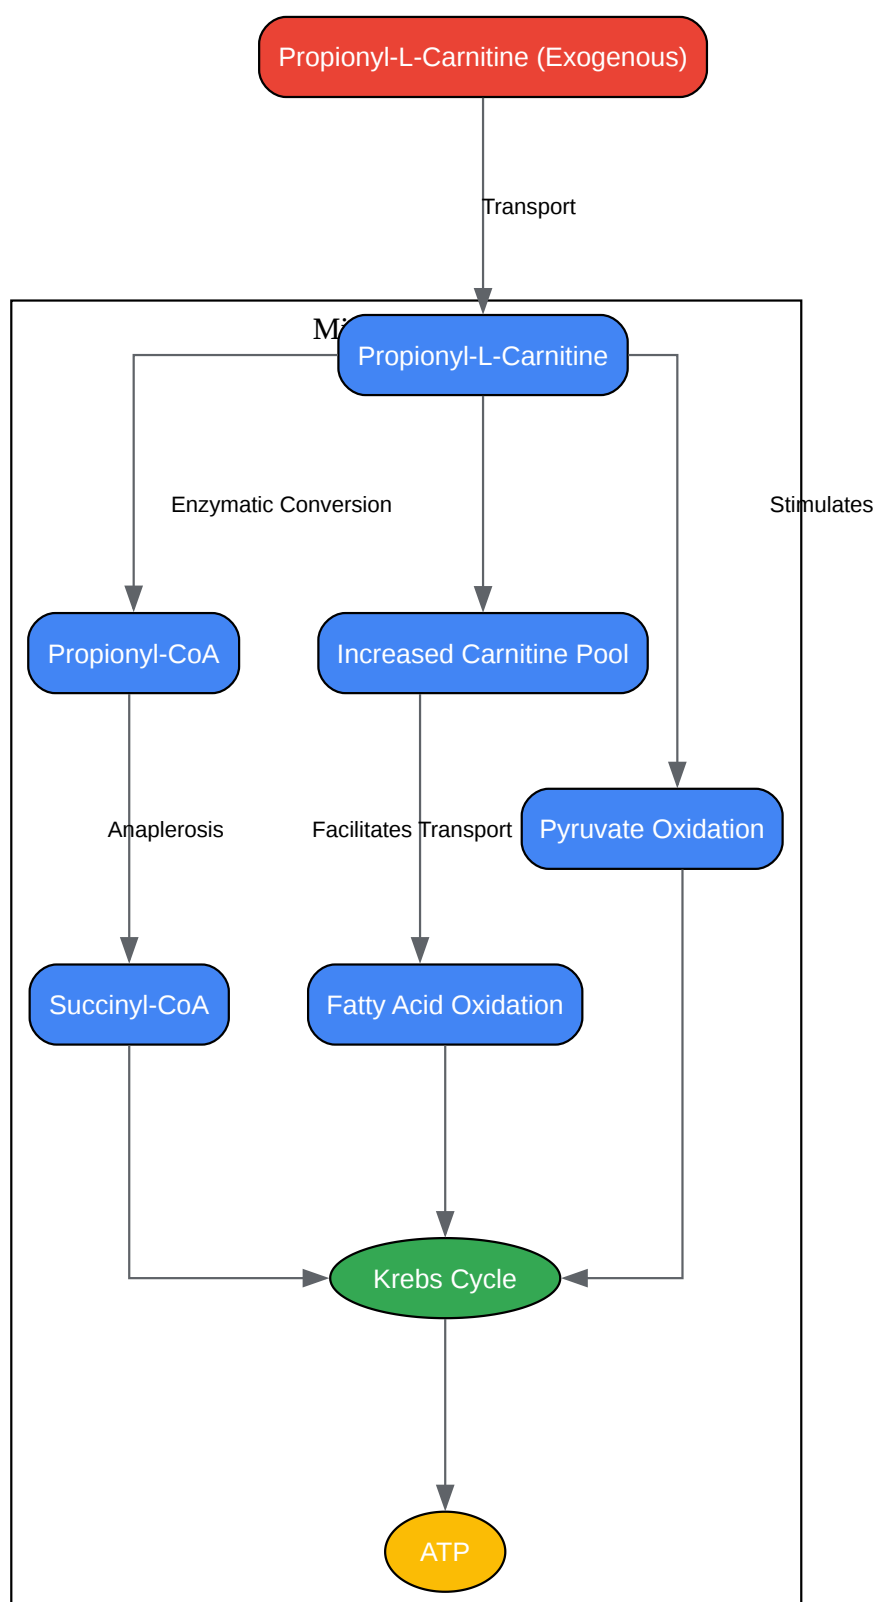 Propionyl-L-Carnitine (Exogenous)
Transport
Propionyl-L-Carnitine
Enzymatic Conversion
Stimulates
Propionyl-CoA
Increased Carnitine Pool
Anaplerosis
Facilitates Transport
Pyruvate Oxidation
Succinyl-CoA
Fatty Acid Oxidation
Krebs Cycle
ATP